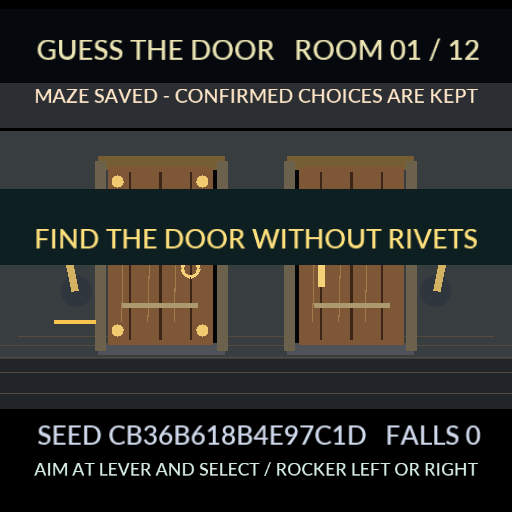 GUESS THE DOOR   ROOM 01 / 12
MAZE SAVED - CONFIRMED CHOICES ARE KEPT
FIND THE DOOR WITHOUT RIVETS
SEED CB36B618B4E97C1D   FALLS 0
AIM AT LEVER AND SELECT / ROCKER LEFT OR RIGHT